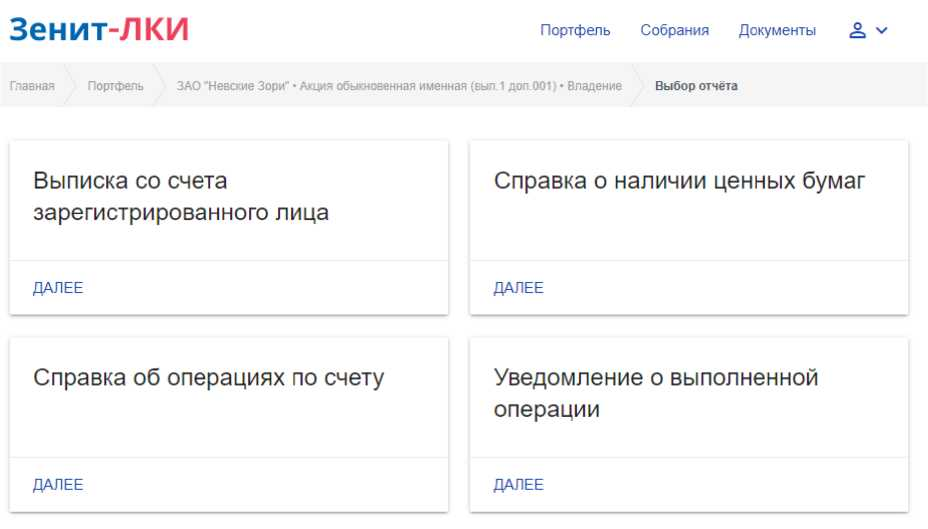 Зенит-ЛКИ
Портфель Собрания Документы
Главная Портфель ЗАО "Невские Зори" • Акция обыкновенная именная (вып.1 доп.001) • Владение Выбор отчёта
Выписка со счета
зарегистрированного лица
ДАЛЕЕ
Справка о наличии ценных бумаг
ДАЛЕЕ
Справка об операциях по счету
ДАЛЕЕ
Уведомление о выполненной
операции
ДАЛЕЕ